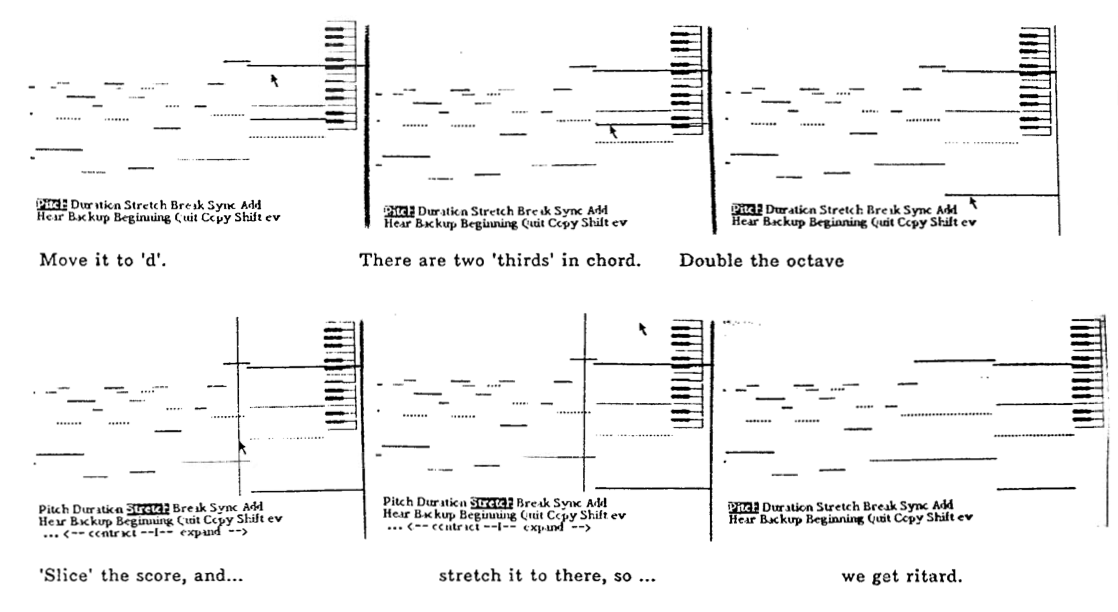 Pitch Duration Stretch Break Sync Add
Hear Backup Beginning Quit Copy Shift ev
Pitch Duration Stretch Break Sync Add
Hear Backup Beginning Quit Copy Shift ev
Pitch Duration Stretch Break Sync Add
Hear Backup Beginning Quit Copy Shift ev
Move it to 'd'.
There are two 'thirds' in chord.
Double the octave
Pitch Duration Stretch Break Sync Add
Hear Backup Beginning Quit Copy Shift ev
... <-- contract --|-- expand -->
Pitch Duration Stretch Break Sync Add
Hear Backup Beginning Quit Copy Shift ev
... <-- contract --|-- expand -->
Pitch Duration Stretch Break Sync Add
Hear Backup Beginning Quit Copy Shift ev
'Slice' the score, and...
stretch it to there, so ...
we get ritard.